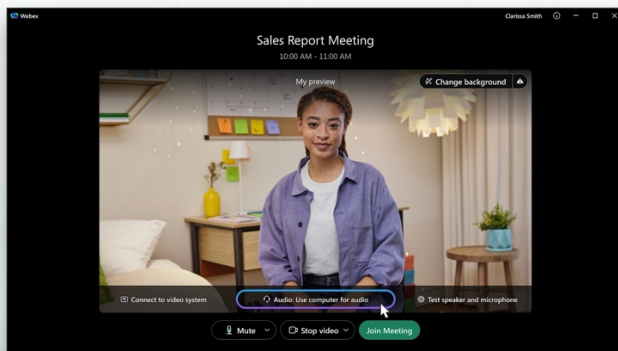 Webex
Clarissa Smith
Sales Report Meeting
10:00 AM - 11:00 AM
My preview
Change background
Connect to video system
Audio: Use computer for audio
Test speaker and microphone
Mute
Stop video
Join Meeting